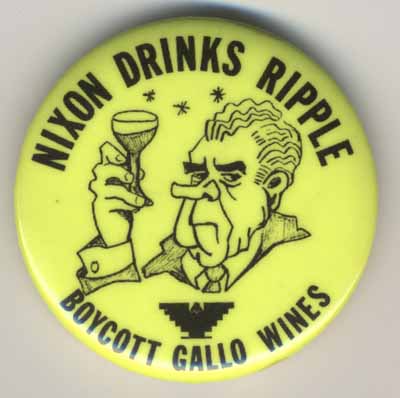 NIXON DRINKS RIPPLE
BOYCOTT GALLO WINES